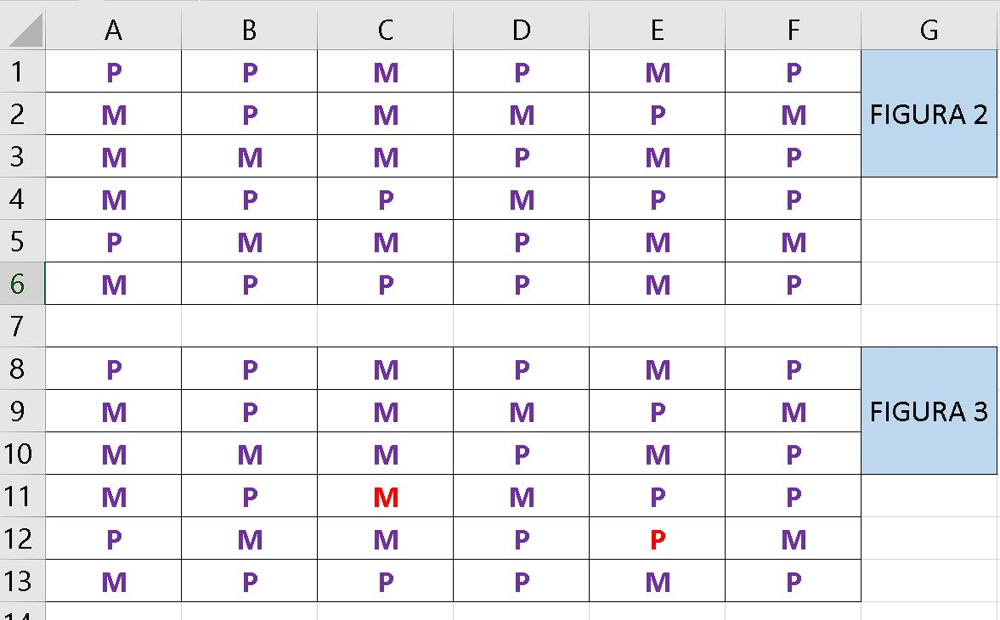 A B C D E F G
1 P P M P M P
2 M P M M P M FIGURA 2
3 M M M P M P
4 M P P M P P
5 P M M P M M
6 M P P P M P
7
8 P P M P M P
9 M P M M P M FIGURA 3
10 M M M P M P
11 M P M M P P
12 P M M P P M
13 M P P P M P
14